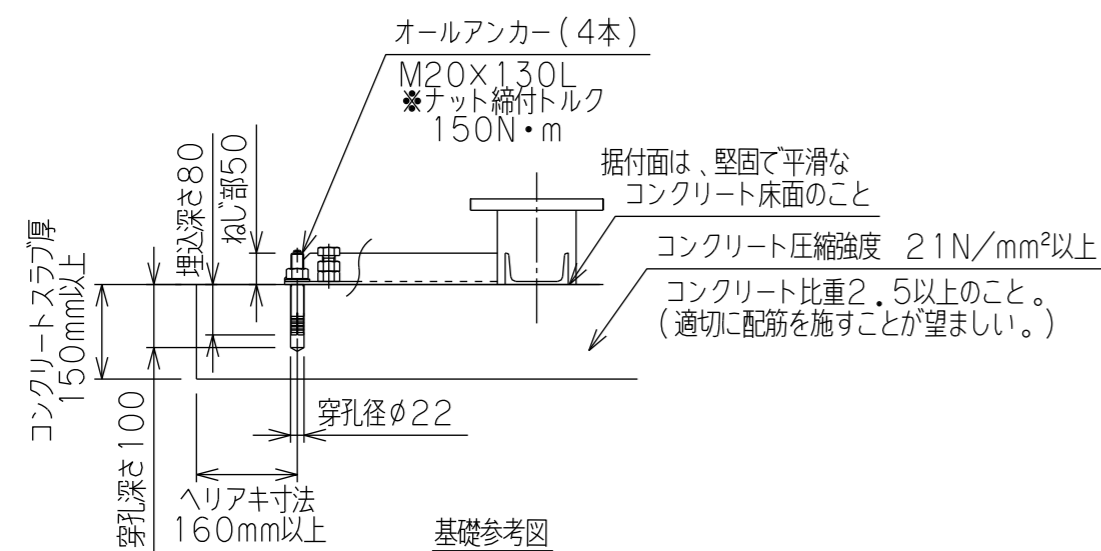 オールアンカー(4本)
M20×130L
※ナット締付トルク
150N・m
埋込深さ80
ねじ部50
据付面は、堅固で平滑な
コンクリート床面のこと
コンクリートスラブ厚
150mm以上
コンクリート圧縮強度 21N/mm²以上
コンクリート比重2.5以上のこと。
(適切に配筋を施すことが望ましい。)
穿孔深さ100
穿孔径φ22
ヘリアキ寸法
160mm以上
基礎参考図